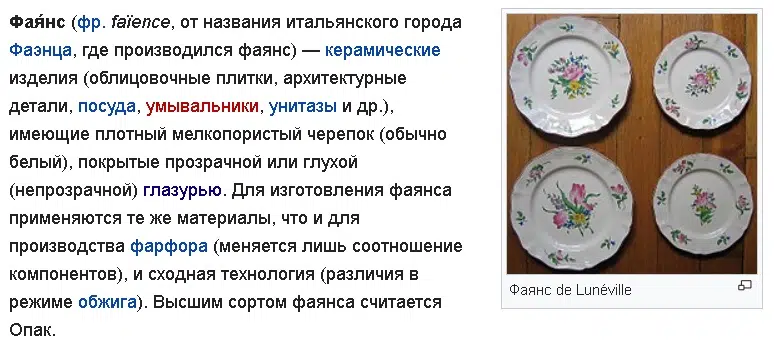 Фая́нс (фр. faïence, от названия итальянского города
Фаэнца, где производился фаянс) — керамические
изделия (облицовочные плитки, архитектурные
детали, посуда, умывальники, унитазы и др.),
имеющие плотный мелкопористый черепок (обычно
белый), покрытые прозрачной или глухой
(непрозрачной) глазурью. Для изготовления фаянса
применяются те же материалы, что и для
производства фарфора (меняется лишь соотношение
компонентов), и сходная технология (различия в
режиме обжига). Высшим сортом фаянса считается
Опак.
Фаянс de Lunéville